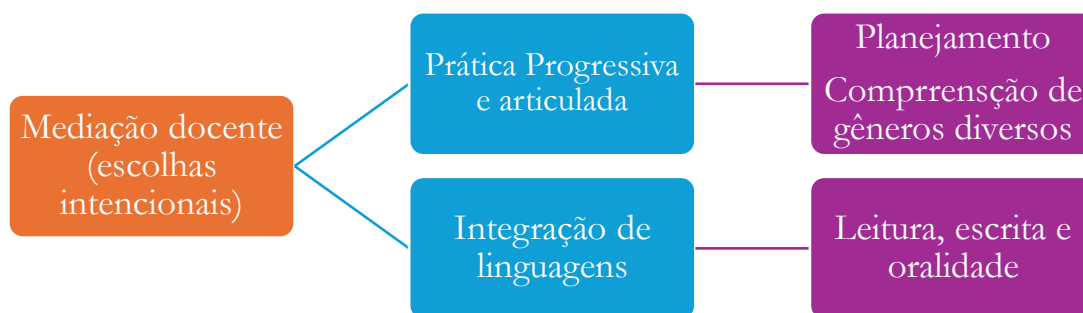 Mediação docente
(escolhas
intencionais)
Prática Progressiva
e articulada
Planejamento
Comprrensção de
gêneros diversos
Integração de
linguagens
Leitura, escrita e
oralidade